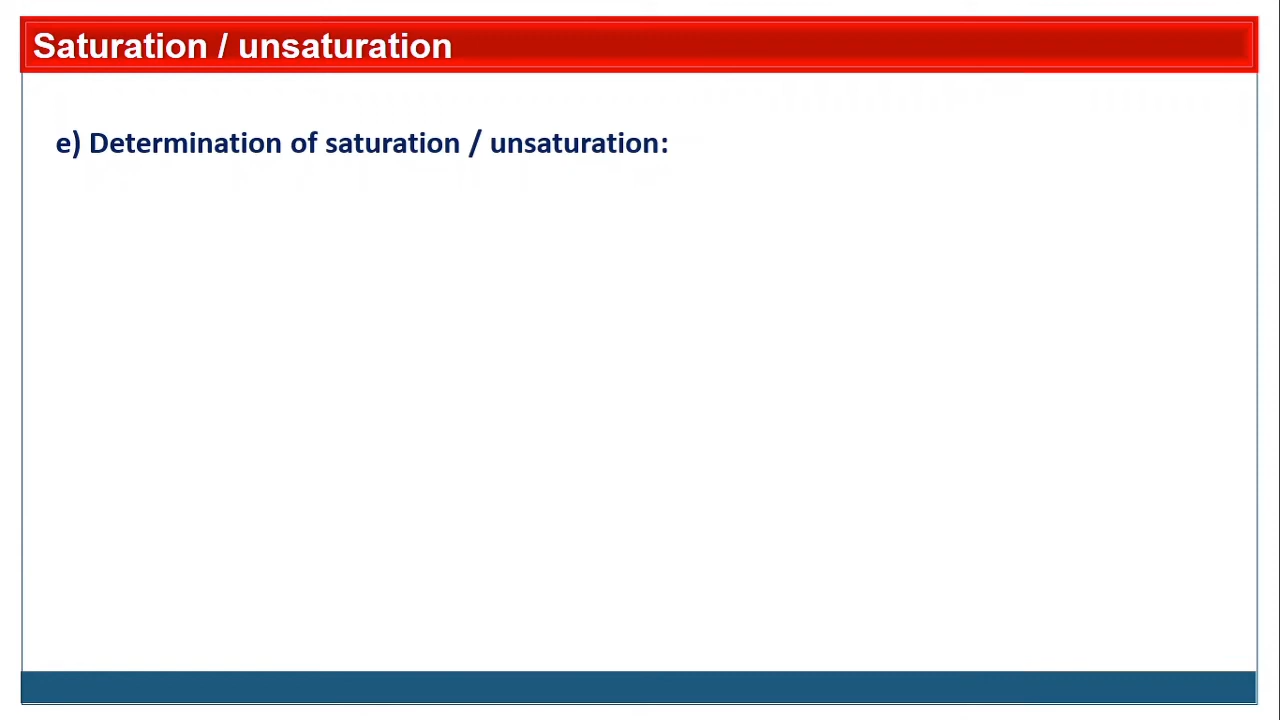 Saturation / unsaturation
e) Determination of saturation / unsaturation: